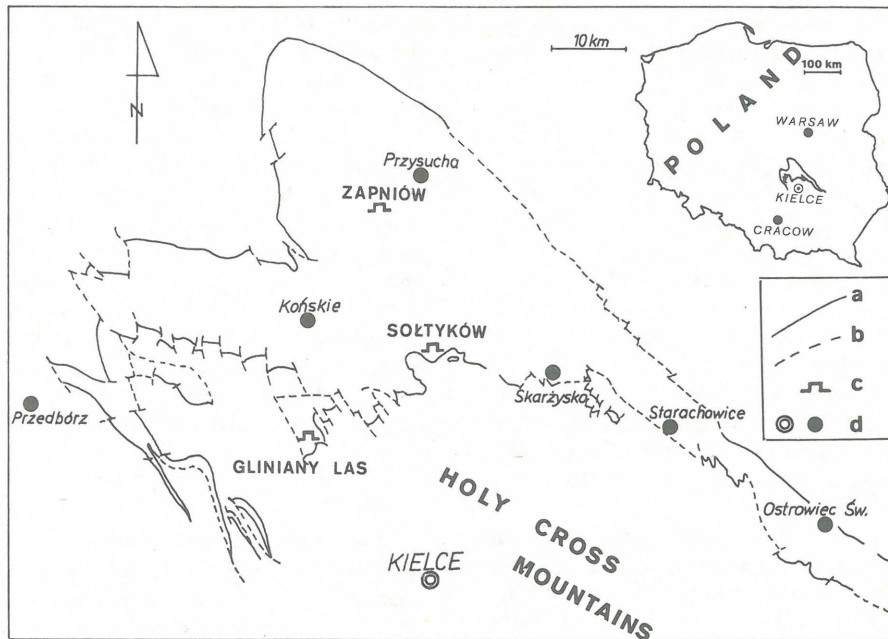 10 km
100 km
POLAND
WARSAW
KIELCE
CRACOW
N
Przysucha
ZAPNIÓW
Końskie
SOŁTYKÓW
Skarżysko
Starachowice
Przedbórz
GLINIANY LAS
Ostrowiec Św.
KIELCE
HOLY CROSS
MOUNTAINS
a
b
c
d